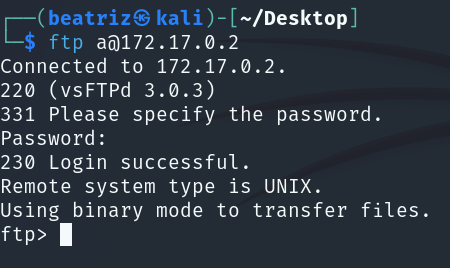 ┌──(beatriz㉿kali)-[~/Desktop]
└─$ ftp a@172.17.0.2
Connected to 172.17.0.2.
220 (vsFTPd 3.0.3)
331 Please specify the password.
Password:
230 Login successful.
Remote system type is UNIX.
Using binary mode to transfer files.
ftp>